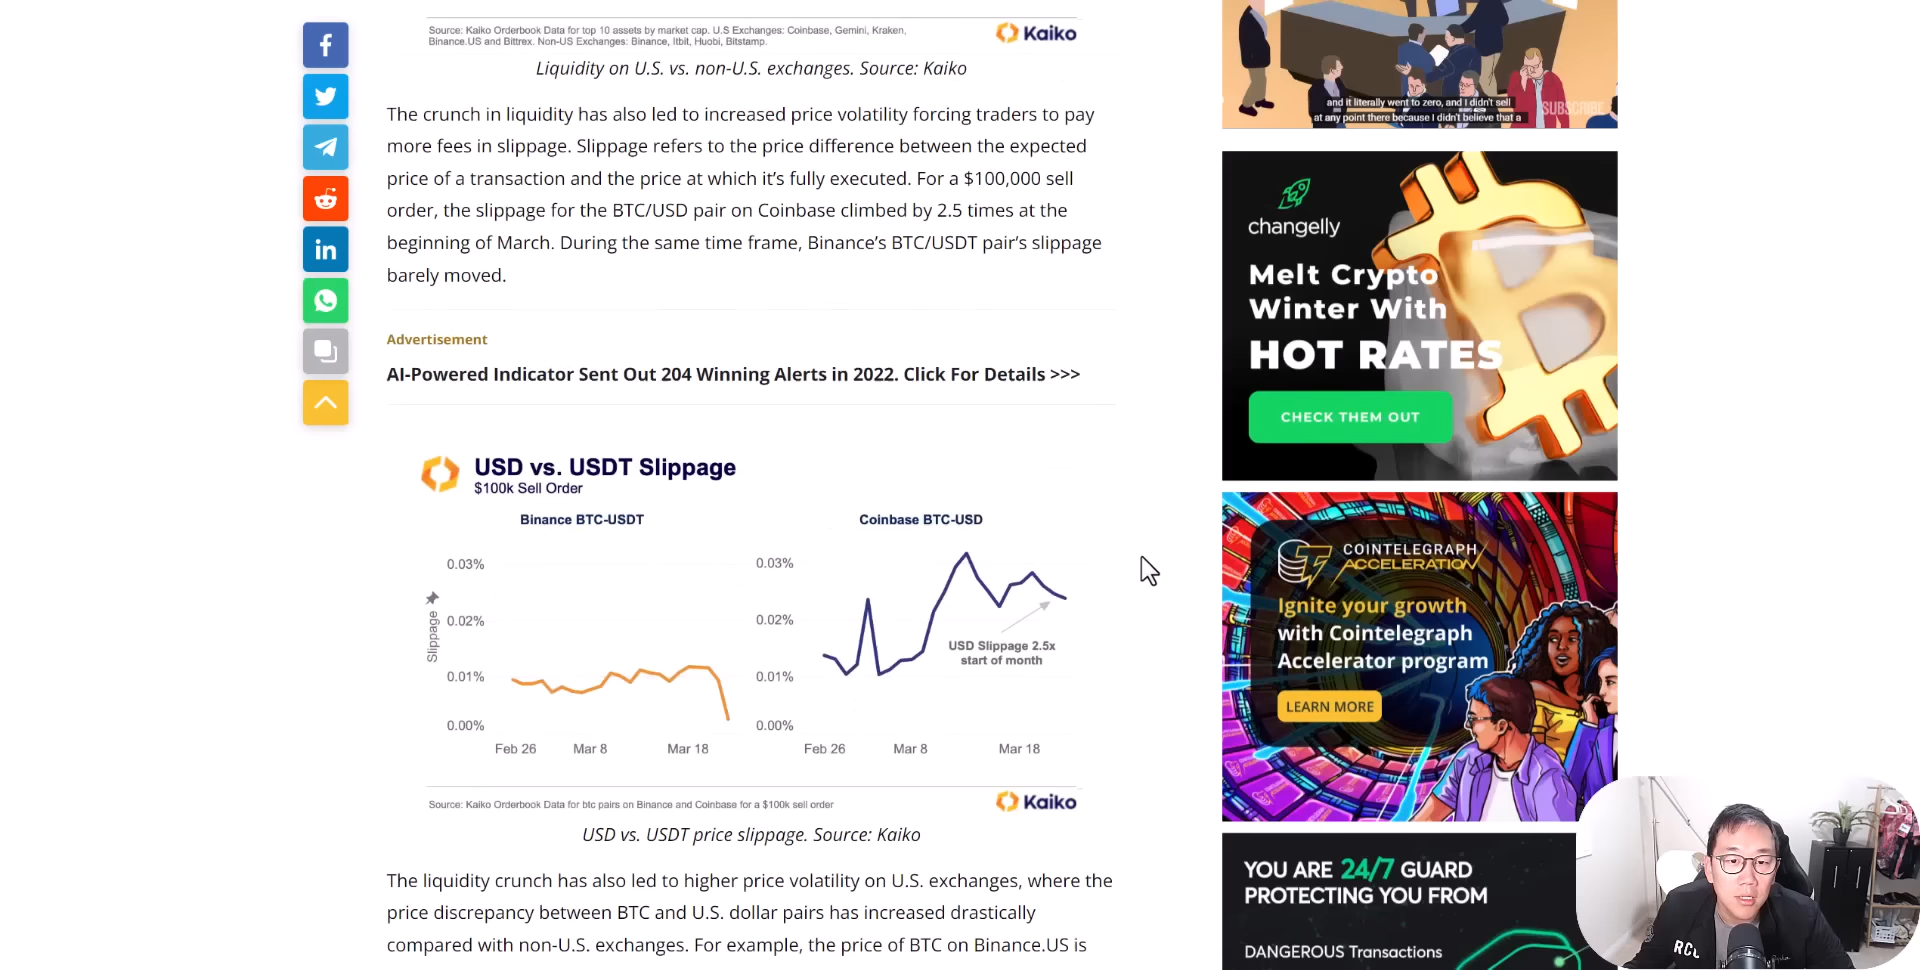 Source: Kaiko Orderbook Data for top 10 assets by market cap. U.S Exchanges: Coinbase, Gemini, Kraken,
Binance.US and Bittrex. Non-US Exchanges: Binance, Itbit, Huobi, Bitstamp.
Kaiko
Liquidity on U.S. vs. non-U.S. exchanges. Source: Kaiko
The crunch in liquidity has also led to increased price volatility forcing traders to pay
more fees in slippage. Slippage refers to the price difference between the expected
price of a transaction and the price at which it’s fully executed. For a $100,000 sell
order, the slippage for the BTC/USD pair on Coinbase climbed by 2.5 times at the
beginning of March. During the same time frame, Binance’s BTC/USDT pair’s slippage
barely moved.
Advertisement
AI-Powered Indicator Sent Out 204 Winning Alerts in 2022. Click For Details >>>
USD vs. USDT Slippage
$100k Sell Order
Binance BTC-USDT
Slippage
0.03%
0.02%
0.01%
0.00%
Feb 26 Mar 8 Mar 18
Coinbase BTC-USD
0.03%
0.02%
0.01%
0.00%
USD Slippage 2.5x
start of month
Feb 26 Mar 8 Mar 18
Source: Kaiko Orderbook Data for btc pairs on Binance and Coinbase for a $100k sell order
Kaiko
USD vs. USDT price slippage. Source: Kaiko
The liquidity crunch has also led to higher price volatility on U.S. exchanges, where the
price discrepancy between BTC and U.S. dollar pairs has increased drastically
compared with non-U.S. exchanges. For example, the price of BTC on Binance.US is
and it literally went to zero, and I didn't sell
at any point there because I didn't believe that a
SUBSCRIBE
changelly
Melt Crypto
Winter With
HOT RATES
CHECK THEM OUT
COINTELEGRAPH
ACCELERATION
Ignite your growth
with Cointelegraph
Accelerator program
LEARN MORE
YOU ARE 24/7 GUARD
PROTECTING YOU FROM
DANGEROUS Transactions